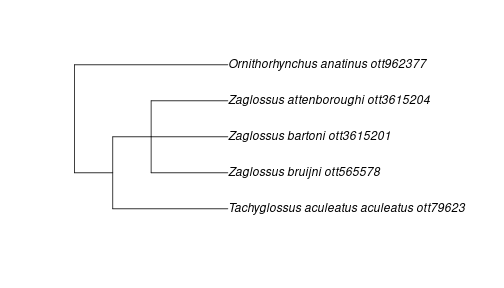 Ornithorhynchus anatinus ott962377
Zaglossus attenboroughi ott3615204
Zaglossus bartoni ott3615201
Zaglossus bruijni ott565578
Tachyglossus aculeatus aculeatus ott79623